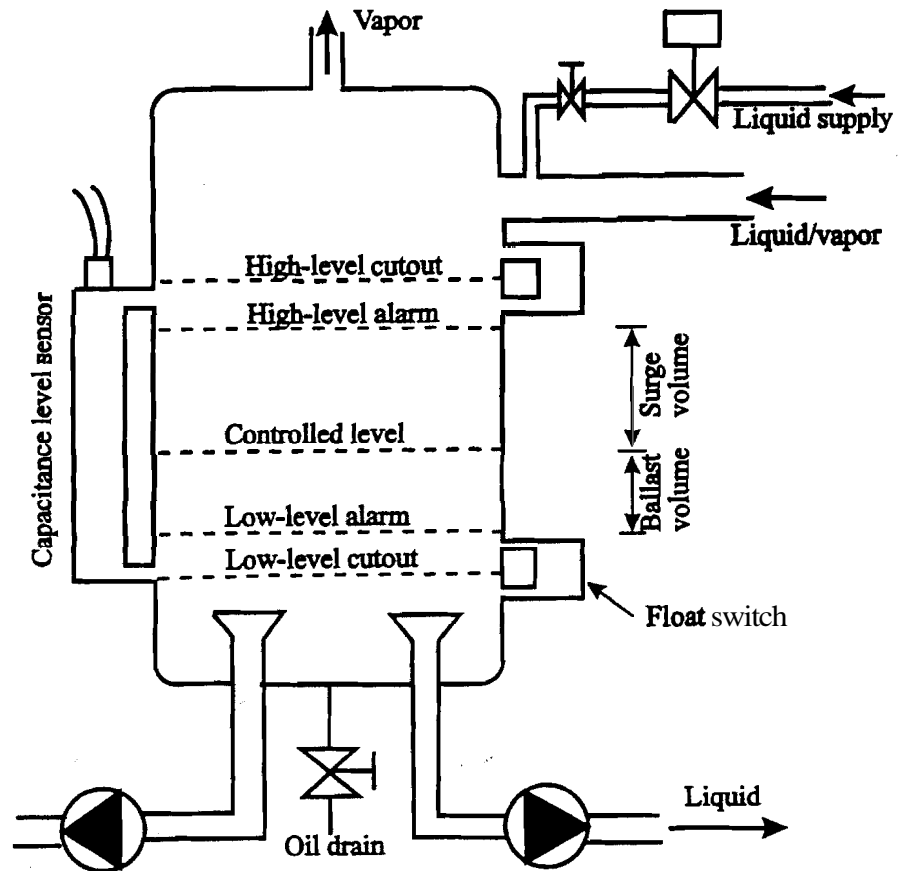 Vapor
Liquid supply
Liquid/vapor
High-level cutout
High-level alarm
Capacitance level sensor
Surge
volume
Controlled level
Ballast
volume
Low-level alarm
Low-level cutout
Float switch
Liquid
Oil drain